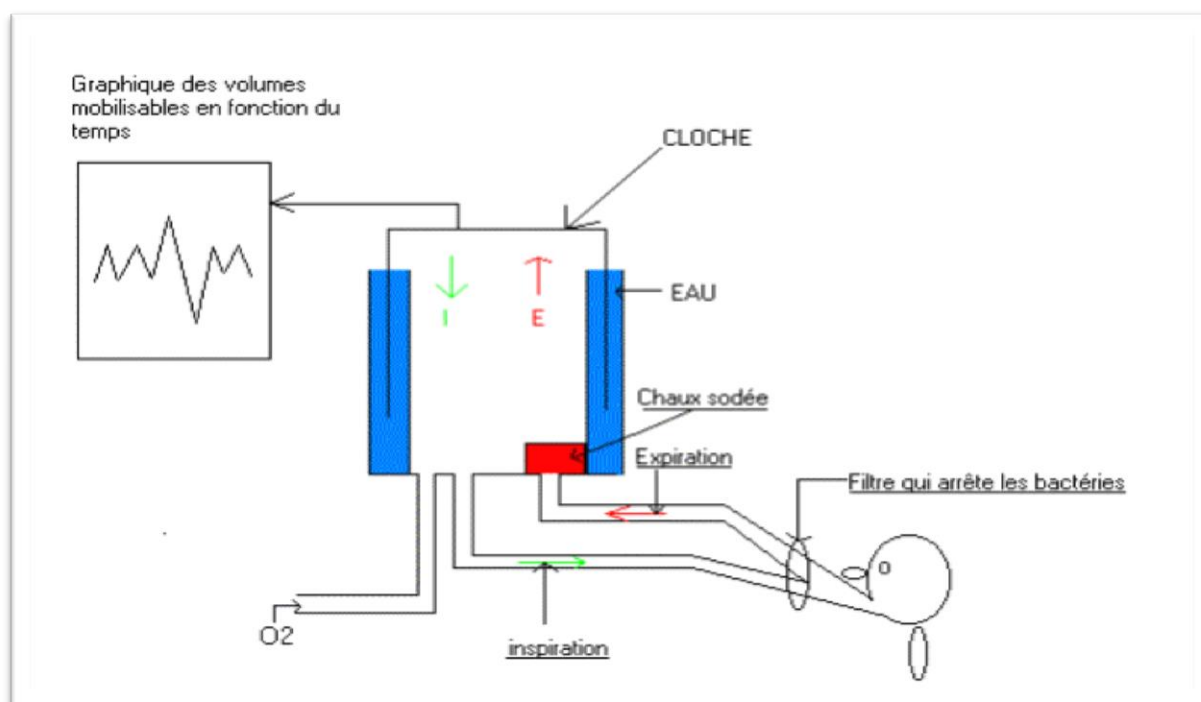 Graphique des volumes
mobilisables en fonction du
temps
CLOCHE
EAU
I
E
Chaux sodée
Expiration
Filtre qui arrête les bactéries
O2
inspiration